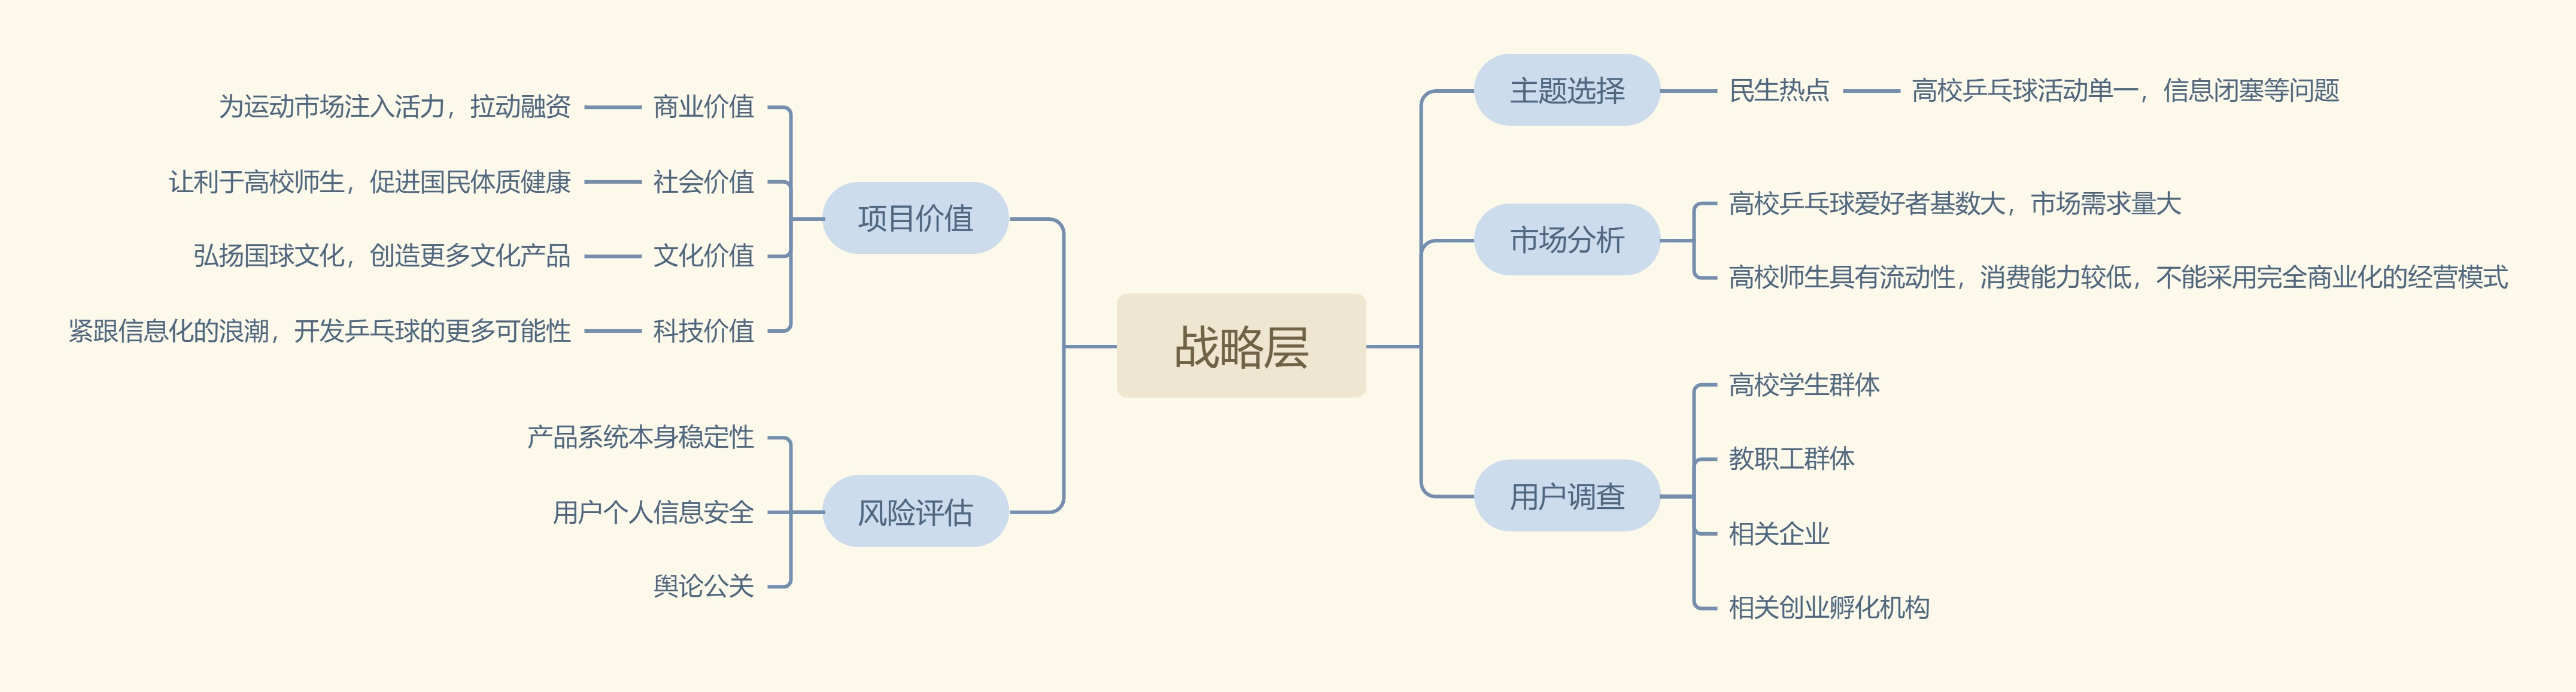 战略层
主题选择
民生热点
高校乒乓球活动单一，信息闭塞等问题
市场分析
高校乒乓球爱好者基数大，市场需求量大
高校师生具有流动性，消费能力较低，不能采用完全商业化的经营模式
用户调查
高校学生群体
教职工群体
相关企业
相关创业孵化机构
项目价值
商业价值
为运动市场注入活力，拉动融资
社会价值
让利于高校师生，促进国民体质健康
文化价值
弘扬国球文化，创造更多文化产品
科技价值
紧跟信息化的浪潮，开发乒乓球的更多可能性
风险评估
产品系统本身稳定性
用户个人信息安全
舆论公关